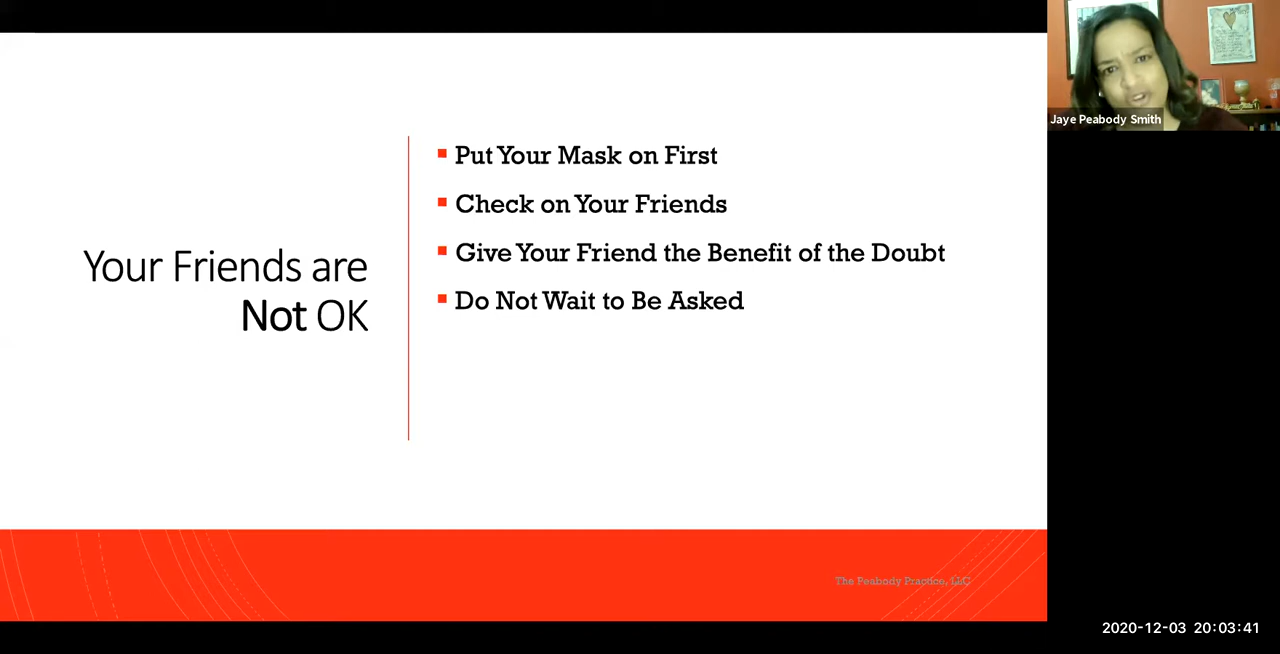 Your Friends are
Not OK
Put Your Mask on First
Check on Your Friends
Give Your Friend the Benefit of the Doubt
Do Not Wait to Be Asked
The Peabody Practice, LLC
Jaye Peabody Smith
2020-12-03 20:03:41